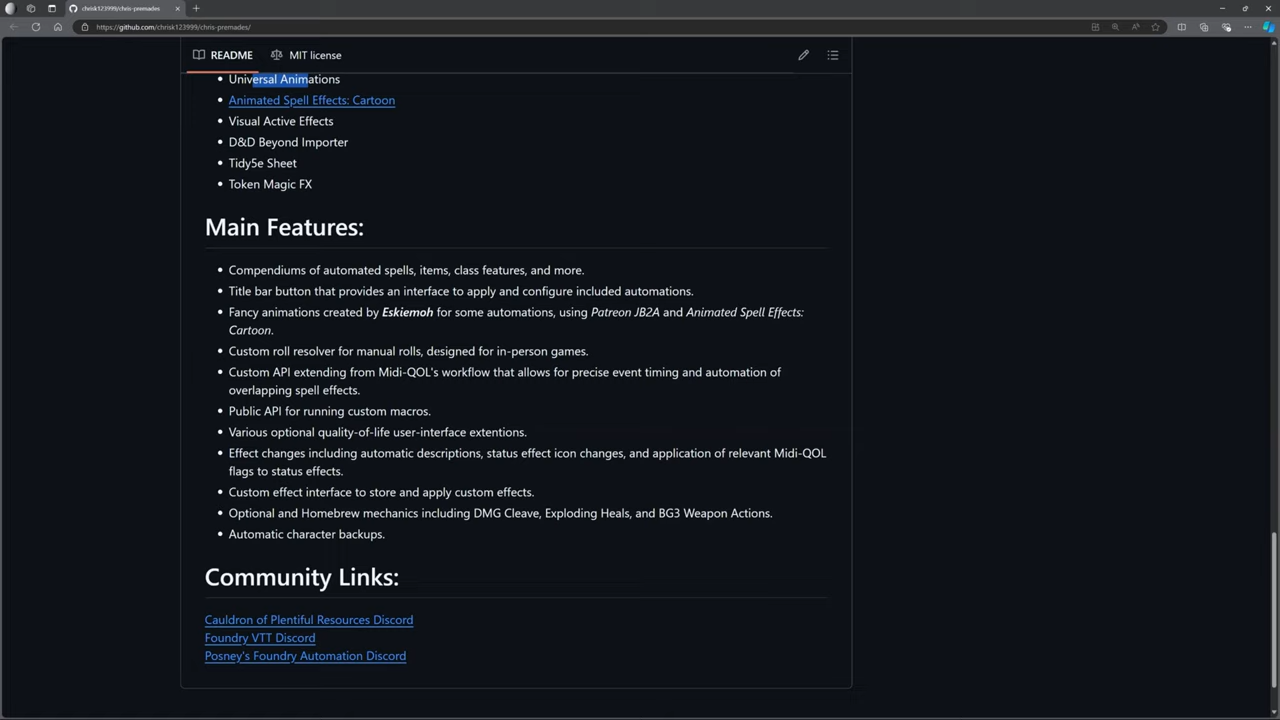 chrisk123999/chris-premades
https://github.com/chrisk123999/chris-premades/
README
MIT license
Universal Animations
Animated Spell Effects: Cartoon
Visual Active Effects
D&D Beyond Importer
Tidy5e Sheet
Token Magic FX
Main Features:
Compendiums of automated spells, items, class features, and more.
Title bar button that provides an interface to apply and configure included automations.
Fancy animations created by Eskiemoh for some automations, using Patreon JB2A and Animated Spell Effects:
Cartoon.
Custom roll resolver for manual rolls, designed for in-person games.
Custom API extending from Midi-QOL's workflow that allows for precise event timing and automation of
overlapping spell effects.
Public API for running custom macros.
Various optional quality-of-life user-interface extentions.
Effect changes including automatic descriptions, status effect icon changes, and application of relevant Midi-QOL
flags to status effects.
Custom effect interface to store and apply custom effects.
Optional and Homebrew mechanics including DMG Cleave, Exploding Heals, and BG3 Weapon Actions.
Automatic character backups.
Community Links:
Cauldron of Plentiful Resources Discord
Foundry VTT Discord
Posney's Foundry Automation Discord